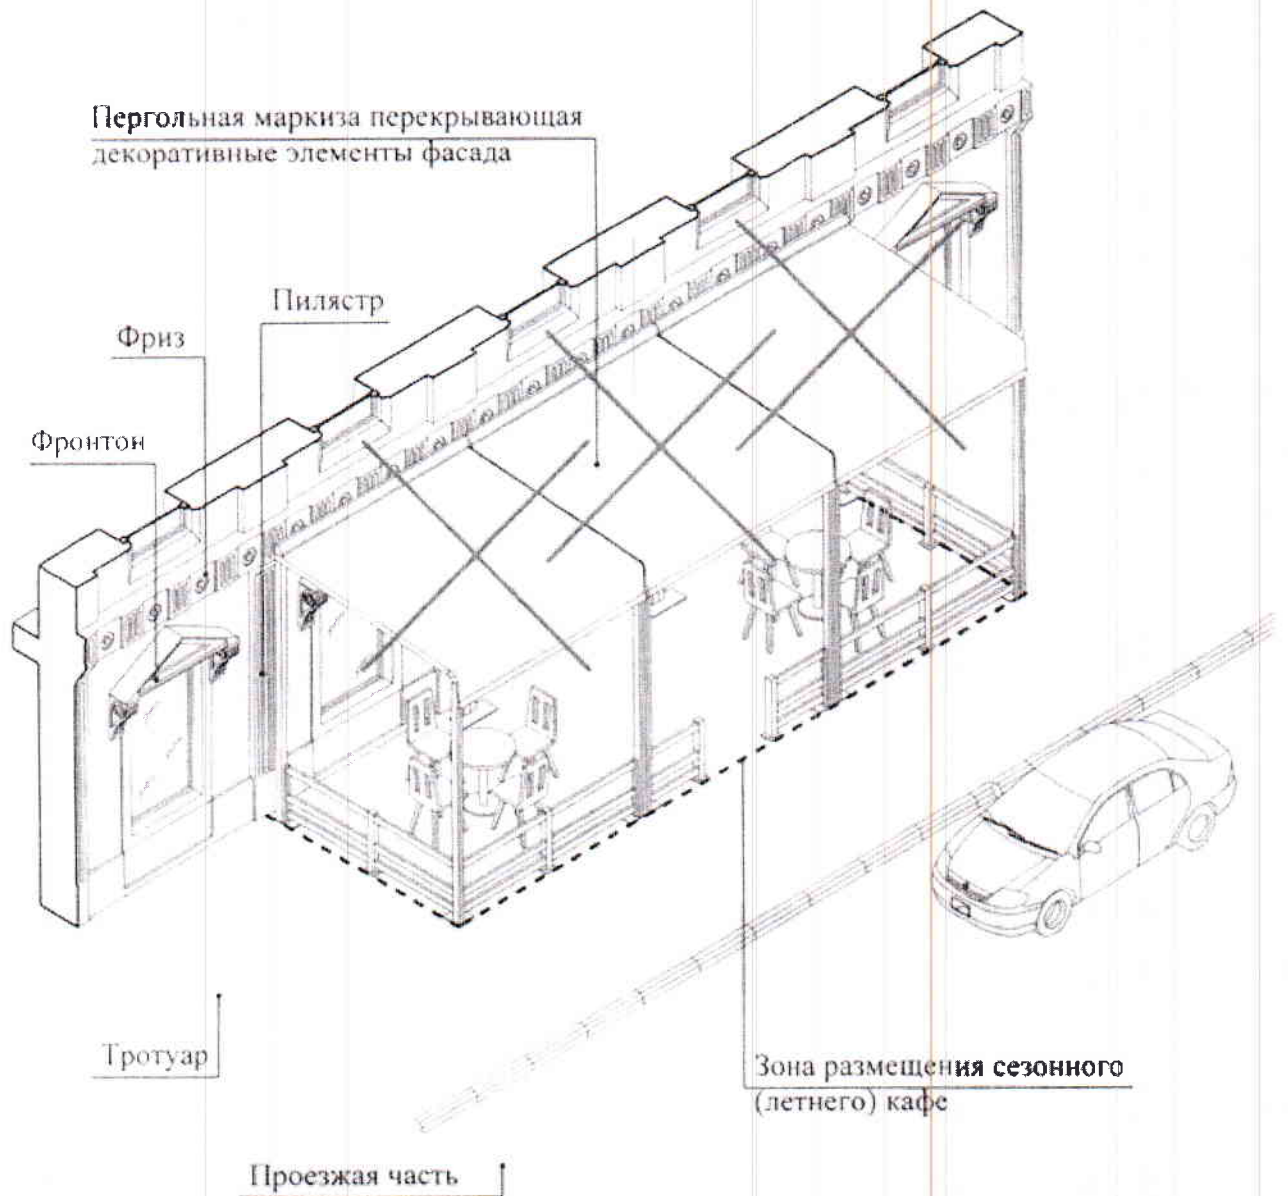 Пергольная маркиза перекрывающая
декоративные элементы фасада
Пилястр
Фриз
Фронтон
Тротуар
Зона размещения сезонного
(летнего) кафе
Проезжая часть